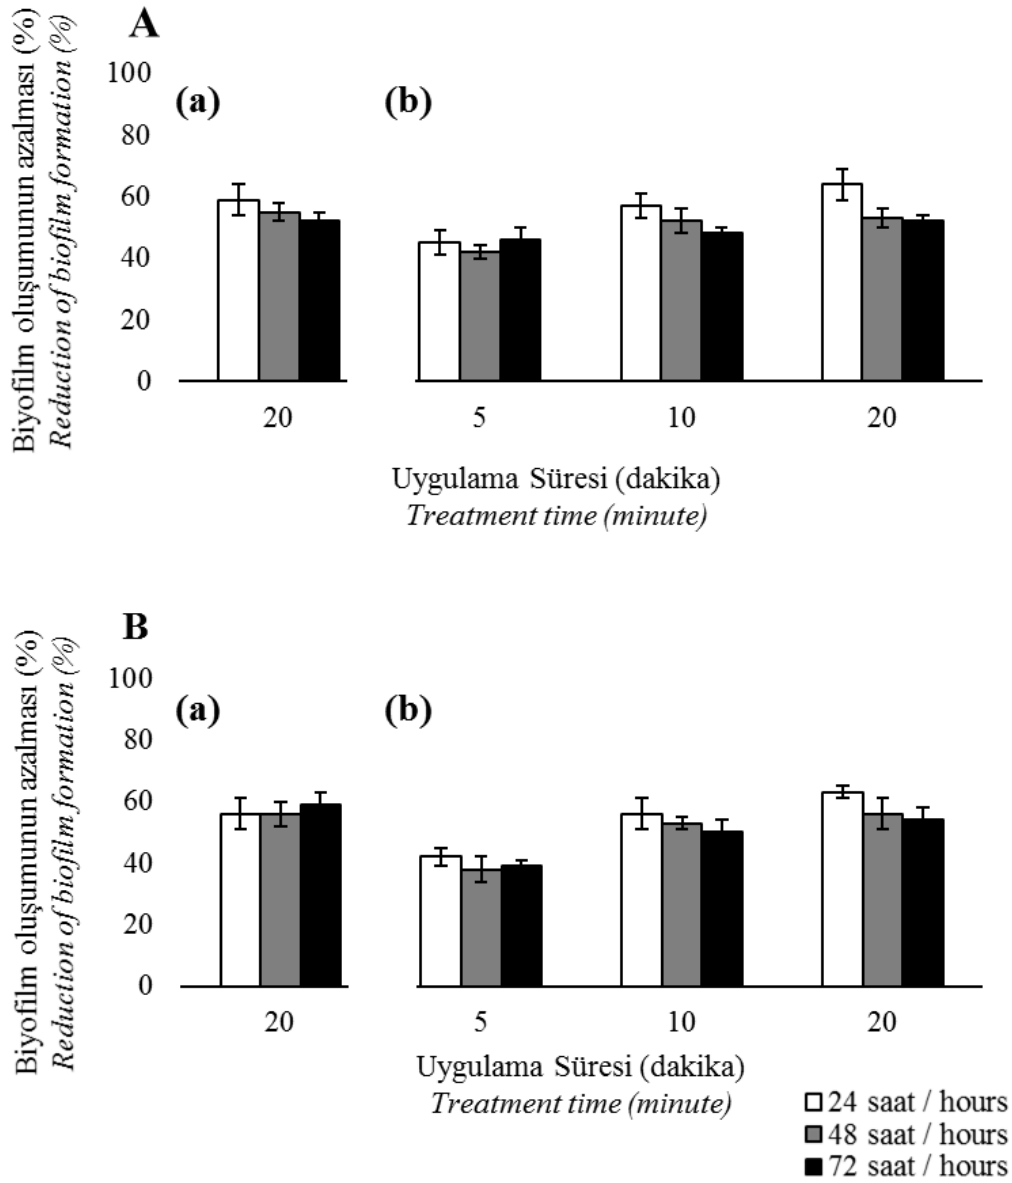 A
Biyofilm oluşumunun azalması (%)
Reduction of biofilm formation (%)
100
80
60
40
20
0
(a)
(b)
20
5
10
20
Uygulama Süresi (dakika)
Treatment time (minute)
B
Biyofilm oluşumunun azalması (%)
Reduction of biofilm formation (%)
100
80
60
40
20
0
(a)
(b)
20
5
10
20
Uygulama Süresi (dakika)
Treatment time (minute)
24 saat / hours
48 saat / hours
72 saat / hours